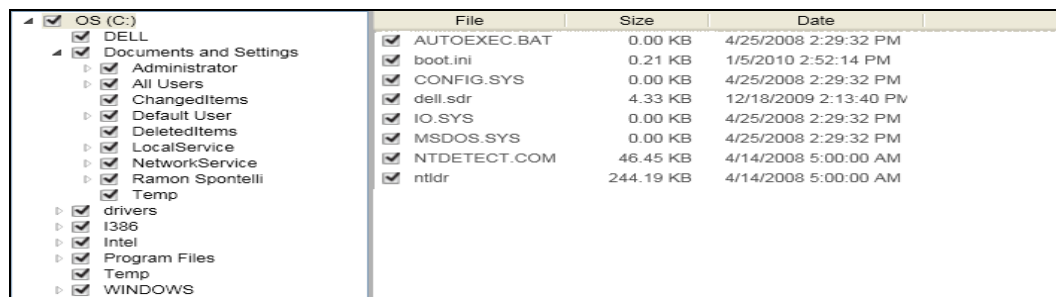 OS (C:)
DELL
Documents and Settings
Administrator
All Users
ChangedItems
Default User
DeletedItems
LocalService
NetworkService
Ramon Spontelli
Temp
drivers
I386
Intel
Program Files
Temp
WINDOWS
File Size Date
AUTOEXEC.BAT 0.00 KB 4/25/2008 2:29:32 PM
boot.ini 0.21 KB 1/5/2010 2:52:14 PM
CONFIG.SYS 0.00 KB 4/25/2008 2:29:32 PM
dell.sdr 4.33 KB 12/18/2009 2:13:40 PM
IO.SYS 0.00 KB 4/25/2008 2:29:32 PM
MSDOS.SYS 0.00 KB 4/25/2008 2:29:32 PM
NTDETECT.COM 46.45 KB 4/14/2008 5:00:00 AM
ntldr 244.19 KB 4/14/2008 5:00:00 AM